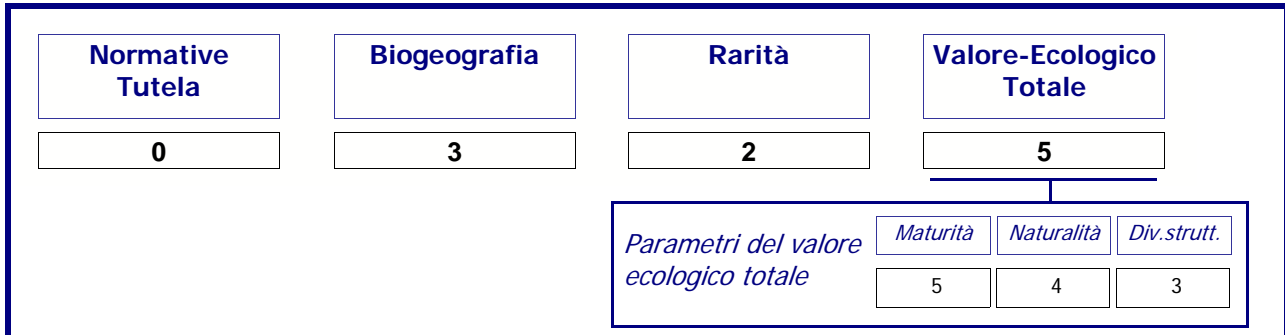 Normative Tutela
Biogeografia
Rarità
Valore-Ecologico Totale
0
3
2
5
Parametri del valore ecologico totale
Maturità
Naturalità
Div.strutt.
5
4
3